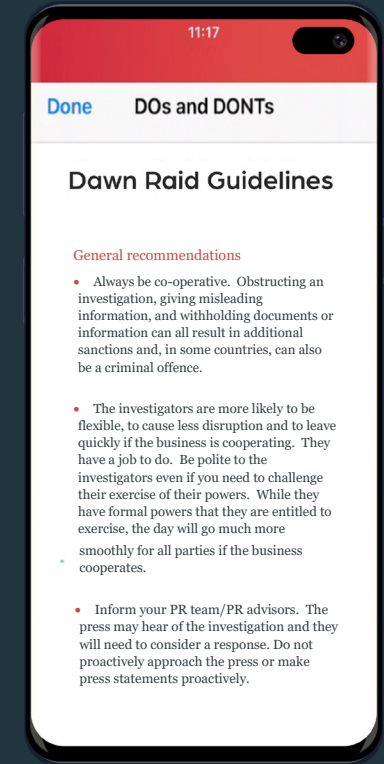 11:17
Done DOs and DONTs
Dawn Raid Guidelines
General recommendations
• Always be co-operative. Obstructing an
investigation, giving misleading
information, and withholding documents or
information can all result in additional
sanctions and, in some countries, can also
be a criminal offence.
• The investigators are more likely to be
flexible, to cause less disruption and to leave
quickly if the business is cooperating. They
have a job to do. Be polite to the
investigators even if you need to challenge
their exercise of their powers. While they
have formal powers that they are entitled to
exercise, the day will go much more
smoothly for all parties if the business
cooperates.
• Inform your PR team/PR advisors. The
press may hear of the investigation and they
will need to consider a response. Do not
proactively approach the press or make
press statements proactively.